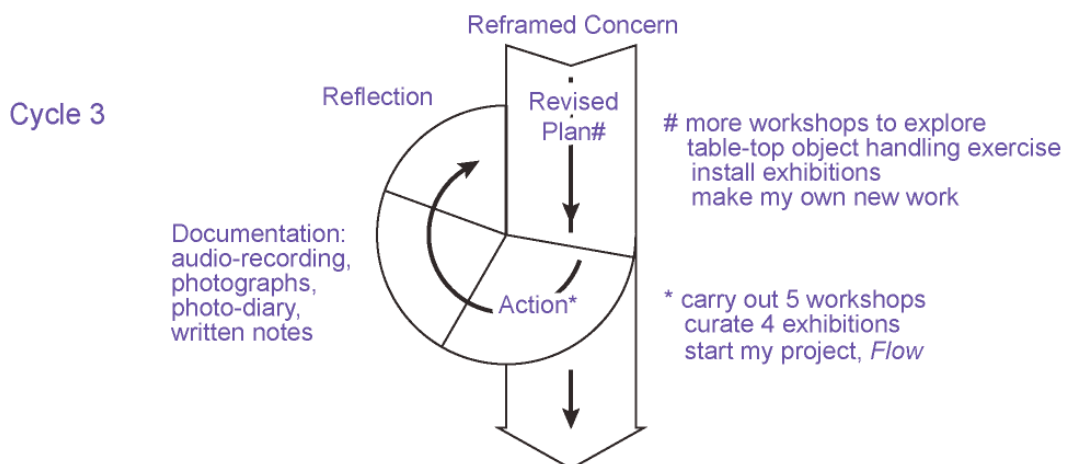 Reframed Concern
Cycle 3
Reflection
Revised
Plan#
# more workshops to explore
table-top object handling exercise
install exhibitions
make my own new work
Documentation:
audio-recording,
photographs,
photo-diary,
written notes
Action*
* carry out 5 workshops
curate 4 exhibitions
start my project, Flow